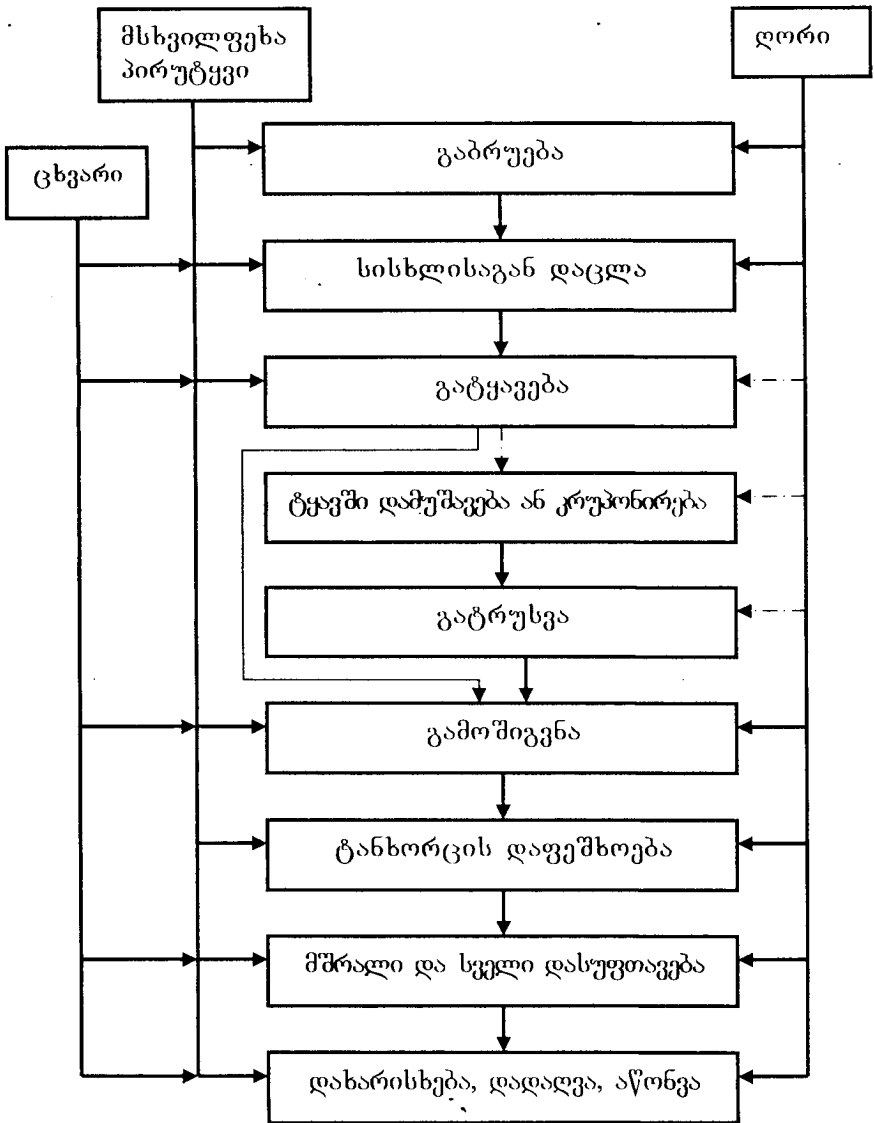 მსხვილფეხა
პირუტყვი
ღორი
ცხვარი
გაბრუება
სისხლისაგან დაცლა
გატყავება
ტყავში დამუშავება ან კრუპონირება
გატრუსვა
გამოშიგვნა
ტანხორცის დაფეშხოება
მშრალი და სველი დასუფთავება
დახარისხება, დადაღვა, აწონვა